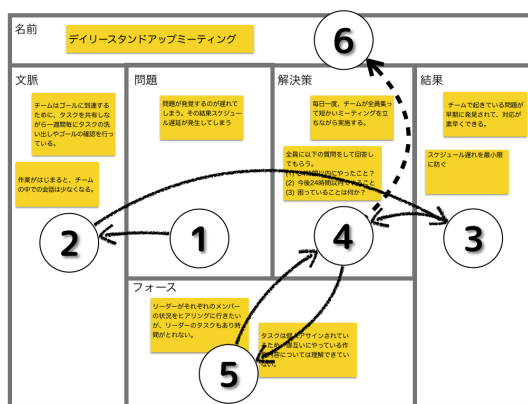 名前
デイリースタンドアップミーティング
6
文脈
チームはゴールに到達する
ために、タスクを共有しな
がら一週間毎にタスクの洗
い出しやゴールの確認を行っ
ている。
作業がはじまると、チーム
の中での会話は少なくなる。
2
問題
問題が発覚するのが遅れて
しまう。その結果スケジュー
ル遅延が発生してしまう
1
解決策
毎日一度、チームが全員集っ
て短かいミーティングを立
ちながら実施する。
全員に以下の質問をして回答し
てもらう。
(1) 24時間以内にやったこと？
(2) 今後24時間以内でやること
(3) 困っていることは何か？
4
結果
チームで起きている問題が
早期に発見されて、対応が
素早くできる。
スケジュール遅れを最小限
に防ぐ
3
フォース
リーダーがそれぞれのメンバー
の状況をヒアリングに行きたい
が、リーダーのタスクもあり時
間がとれない。
タスクは個人アサインされてい
るため、お互いにやっている作
業内容については理解できてい
ない。
5